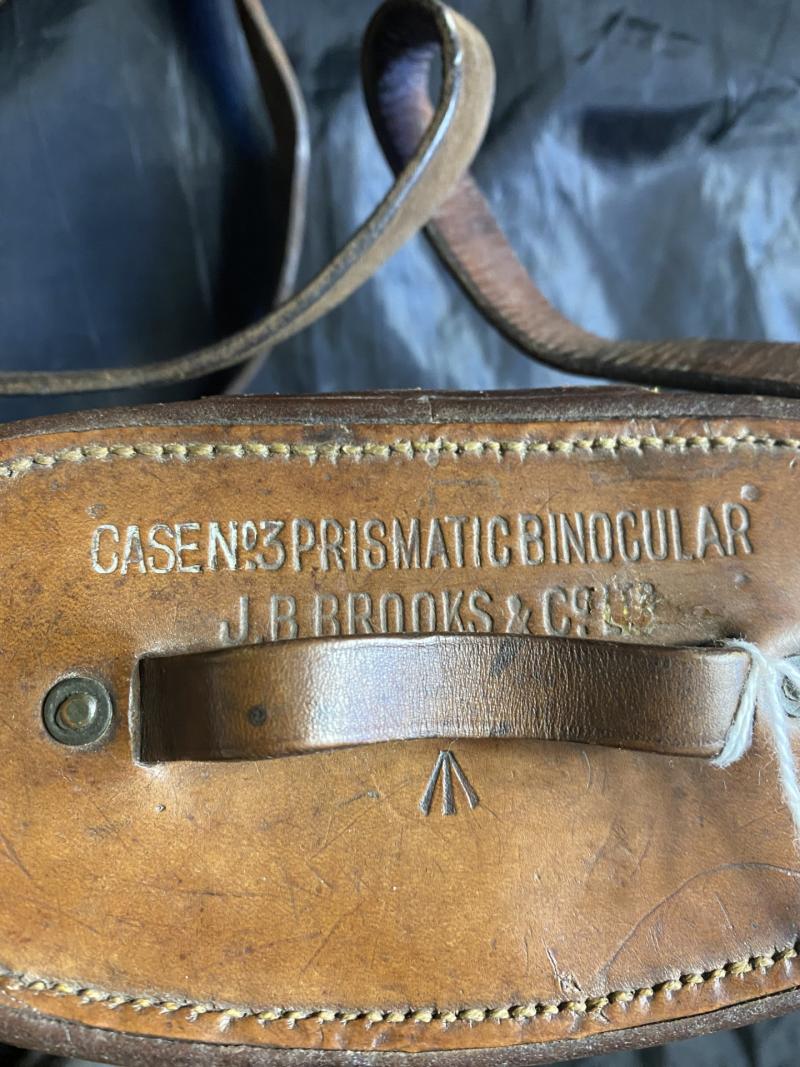 CASE Nº3 PRISMATIC BINOCULAR
J.B BROOKS & Cº LTD